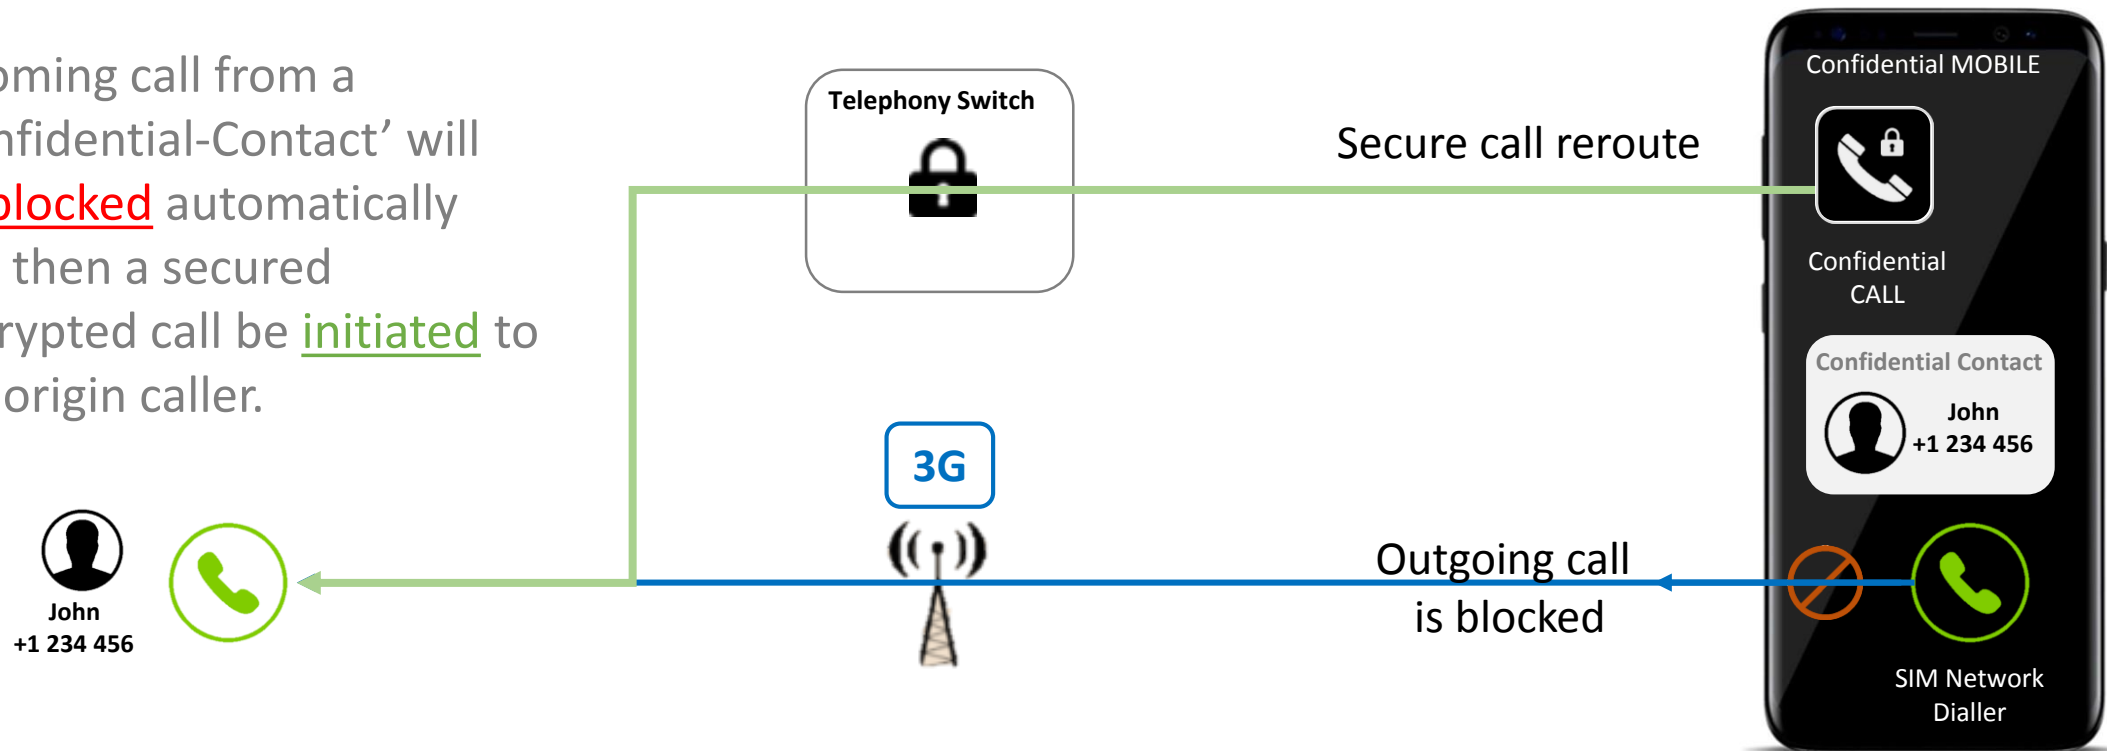 oming call from a
nfidential-Contact’ will
blocked automatically
then a secured
rypted call be initiated to
origin caller.
Telephony Switch
Secure call reroute
3G
Outgoing call
is blocked
John
+1 234 456
Confidential MOBILE
Confidential
CALL
Confidential Contact
John
+1 234 456
SIM Network
Dialler